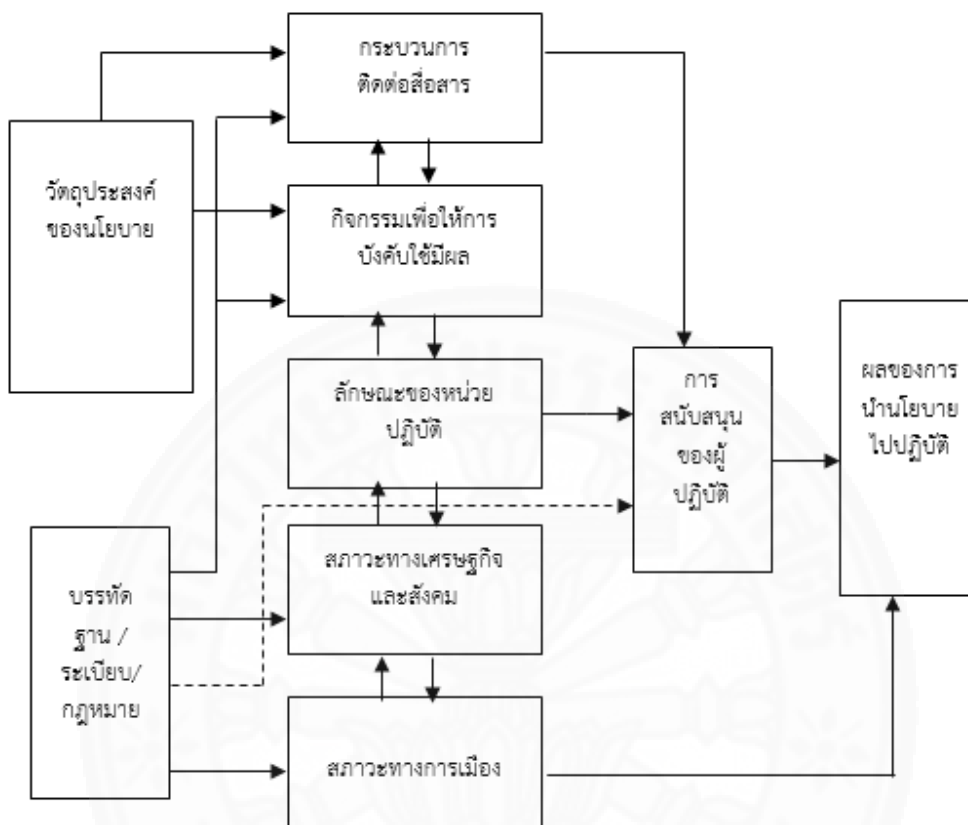 กระบวนการ
ติดต่อสื่อสาร
วัตถุประสงค์
ของนโยบาย
กิจกรรมเพื่อให้การ
บังคับใช้มีผล
ลักษณะของหน่วย
ปฏิบัติ
การ
สนับสนุน
ของผู้
ปฏิบัติ
ผลของการ
นำนโยบาย
ไปปฏิบัติ
บรรทัด
ฐาน /
ระเบียบ/
กฎหมาย
สภาวะทางเศรษฐกิจ
และสังคม
สภาวะทางการเมือง